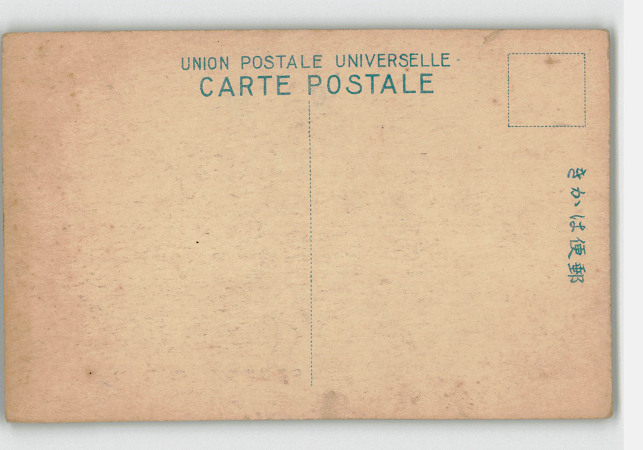 UNION POSTALE UNIVERSELLE
CARTE POSTALE
きかは便郵